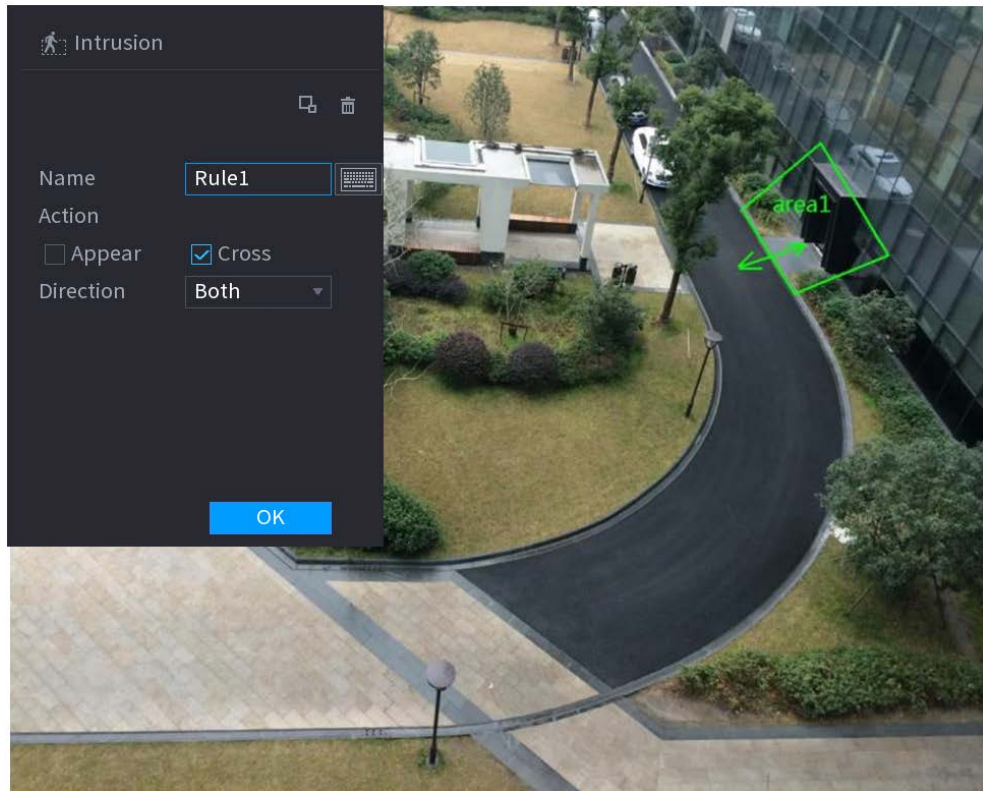 Intrusion
Name Rule1
Action
Appear Cross
Direction Both
OK
area1